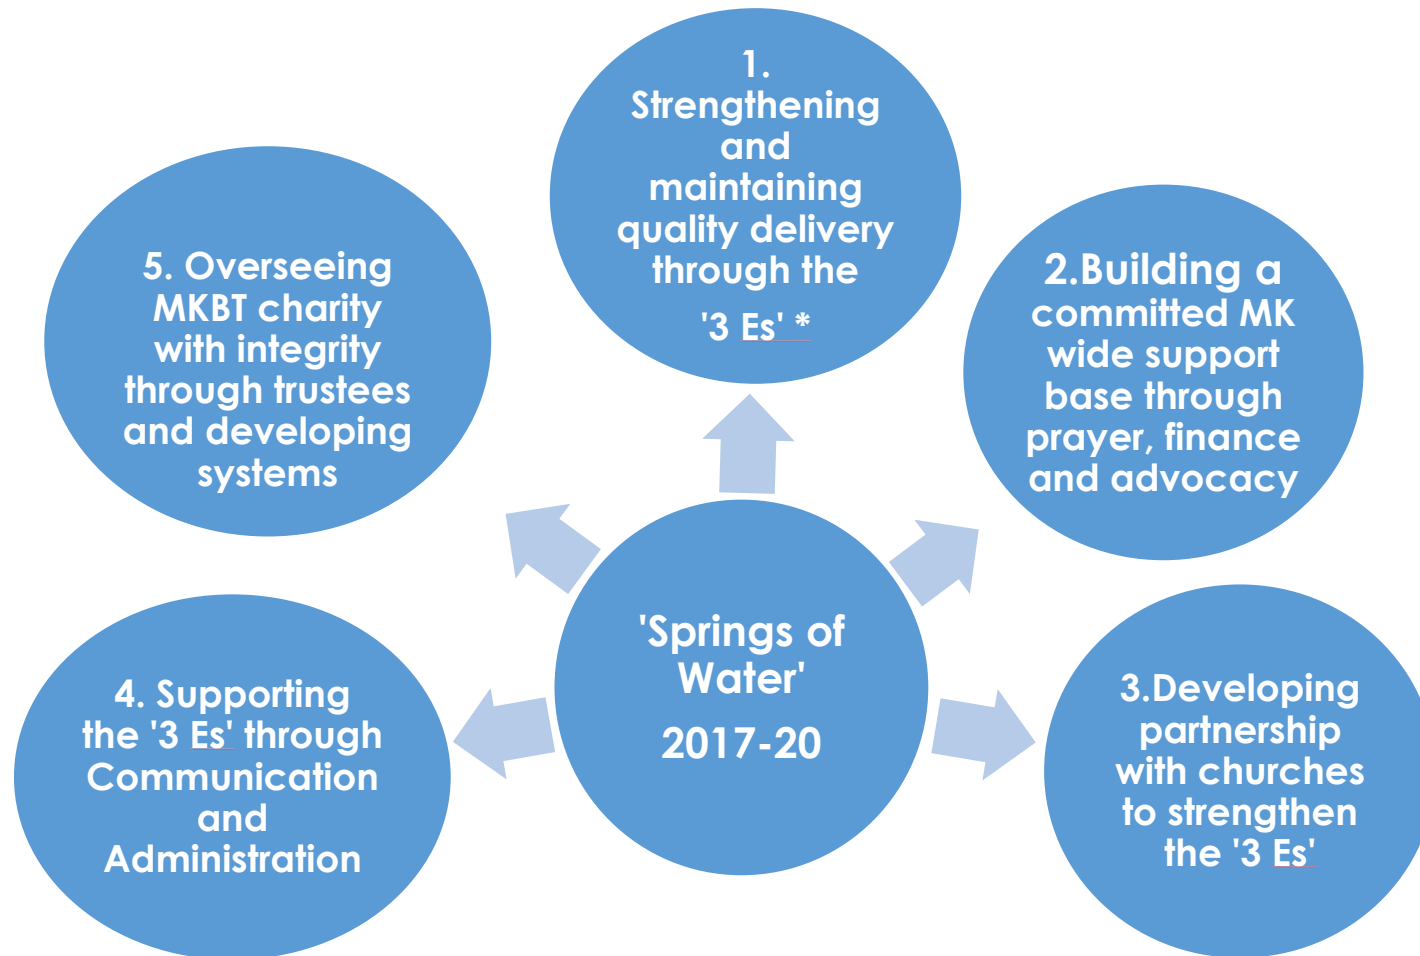 1.
Strengthening
and
maintaining
quality delivery
through the
'3 Es' *
2.Building a
committed MK
wide support
base through
prayer, finance
and advocacy
3.Developing
partnership
with churches
to strengthen
the '3 Es'
4. Supporting
the '3 Es' through
Communication
and
Administration
5. Overseeing
MKBT charity
with integrity
through trustees
and developing
systems
'Springs of
Water'
2017-20